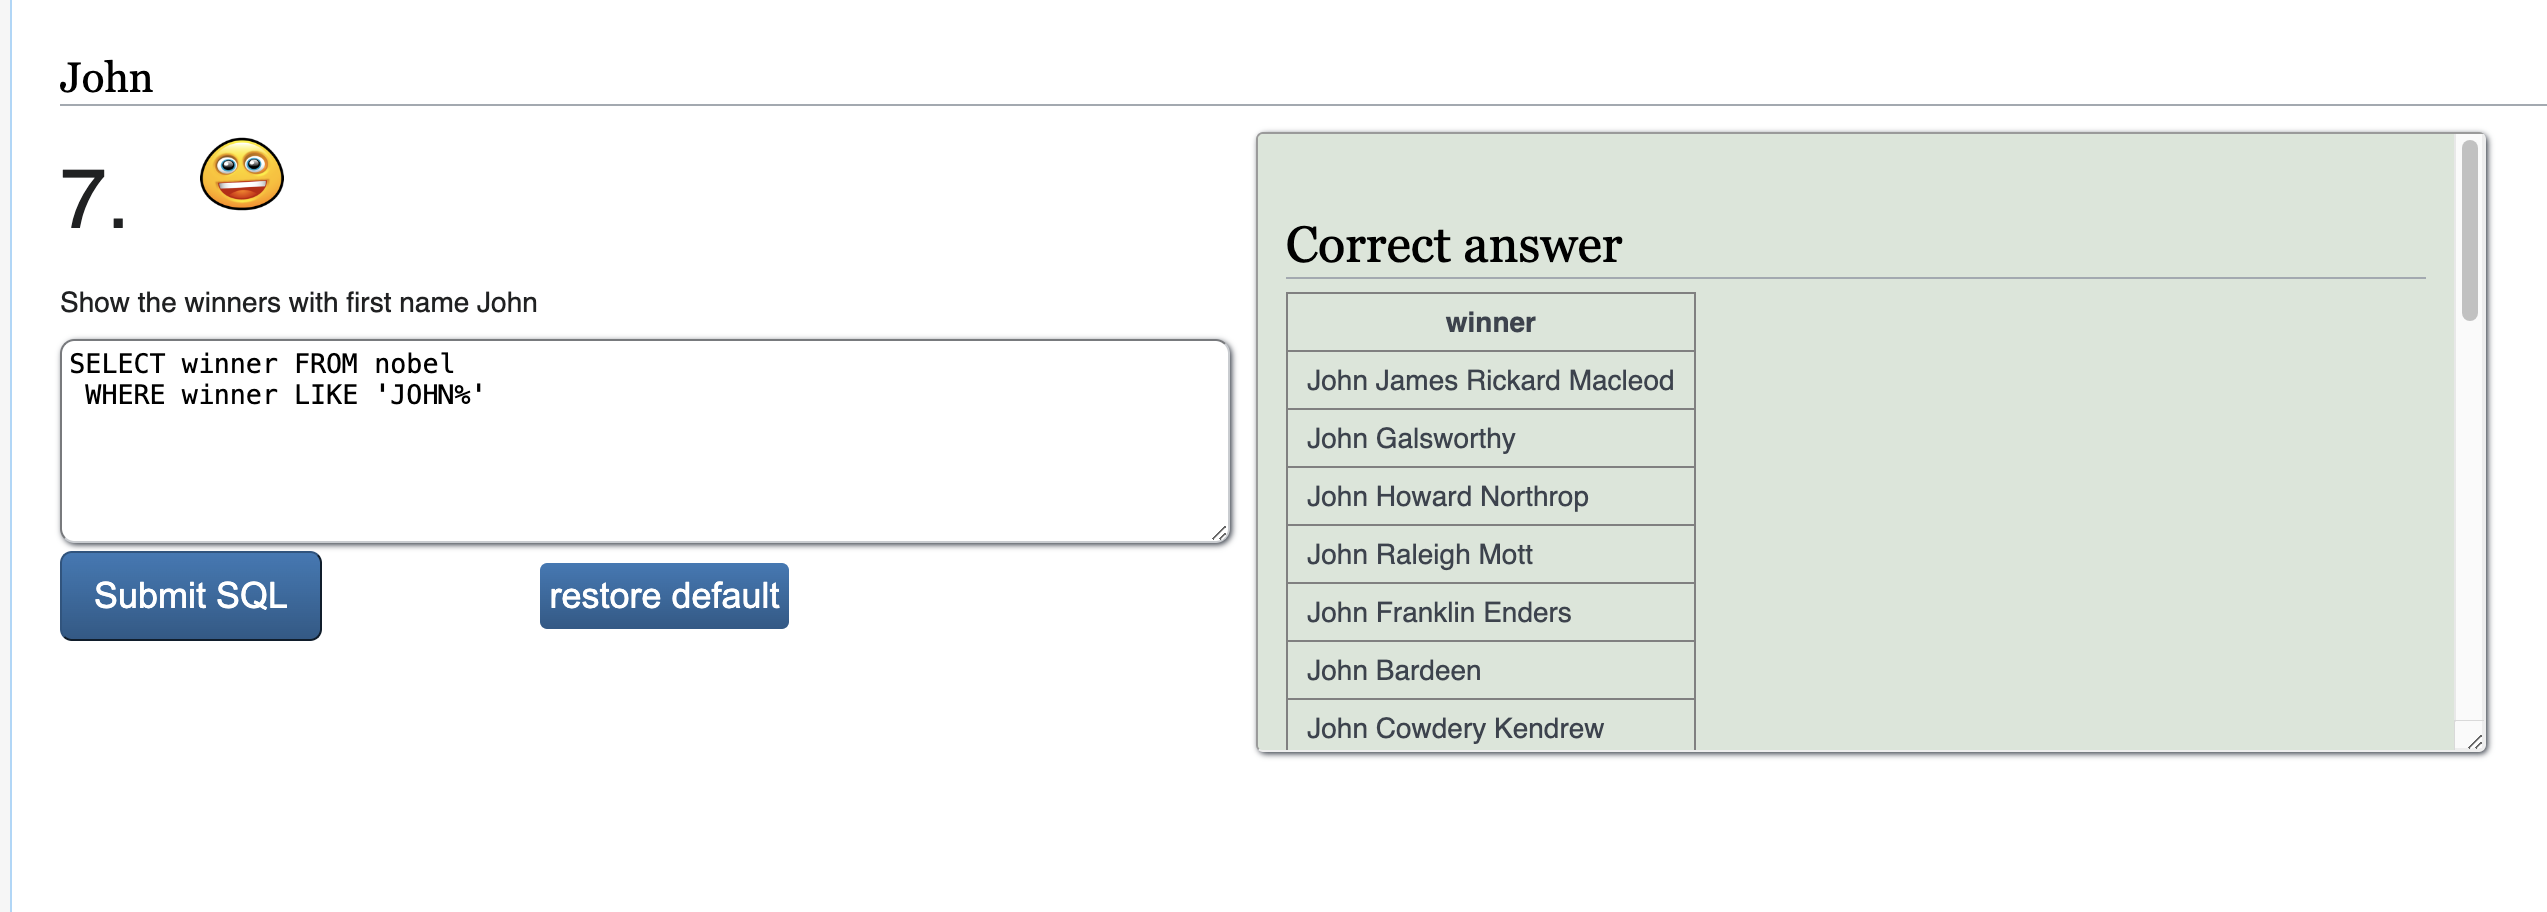 John
7.
Show the winners with first name John
SELECT winner FROM nobel
WHERE winner LIKE 'JOHN%'
Submit SQL
restore default
Correct answer
winner
John James Rickard Macleod
John Galsworthy
John Howard Northrop
John Raleigh Mott
John Franklin Enders
John Bardeen
John Cowdery Kendrew